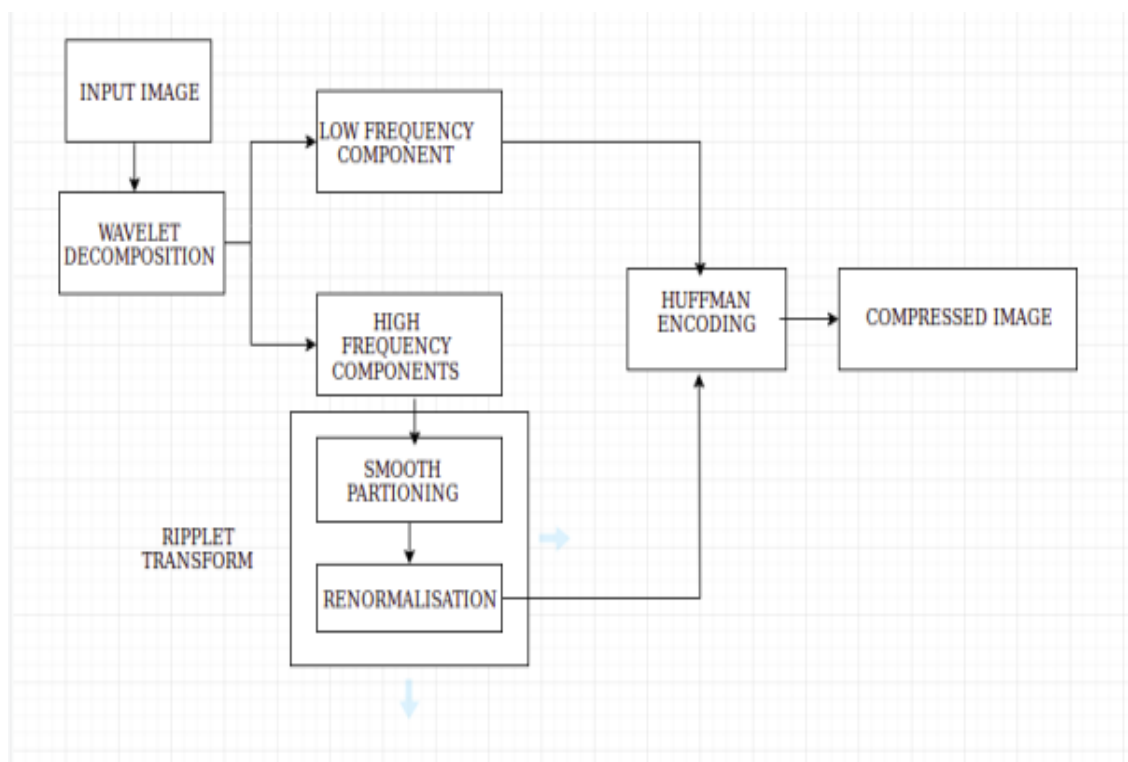 INPUT IMAGE
WAVELET
DECOMPOSITION
LOW FREQUENCY
COMPONENT
HIGH
FREQUENCY
COMPONENTS
SMOOTH
PARTIONING
RIPPLET
TRANSFORM
RENORMALISATION
HUFFMAN
ENCODING
COMPRESSED IMAGE